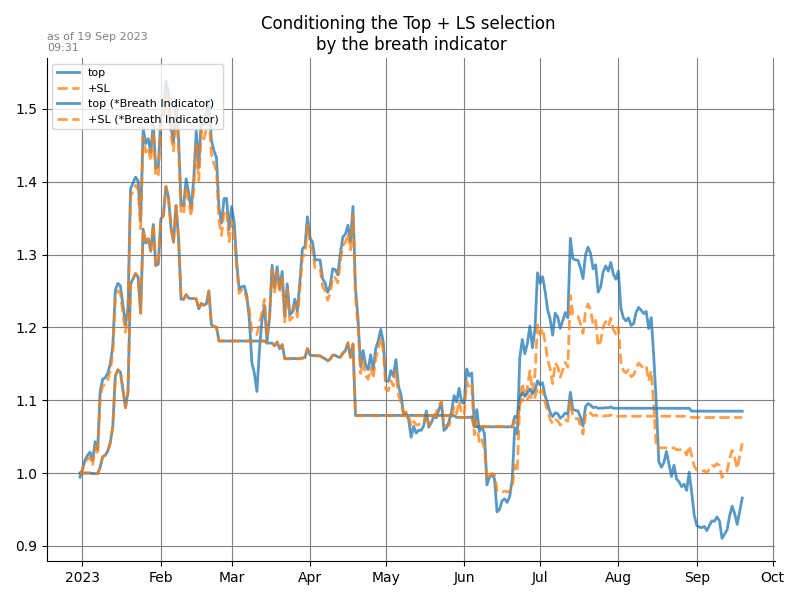 Conditioning the Top + LS selection
by the breath indicator
as of 19 Sep 2023
09:31
top
+SL
top (*Breath Indicator)
+SL (*Breath Indicator)
1.5
1.4
1.3
1.2
1.1
1.0
0.9
2023 Feb Mar Apr May Jun Jul Aug Sep Oct